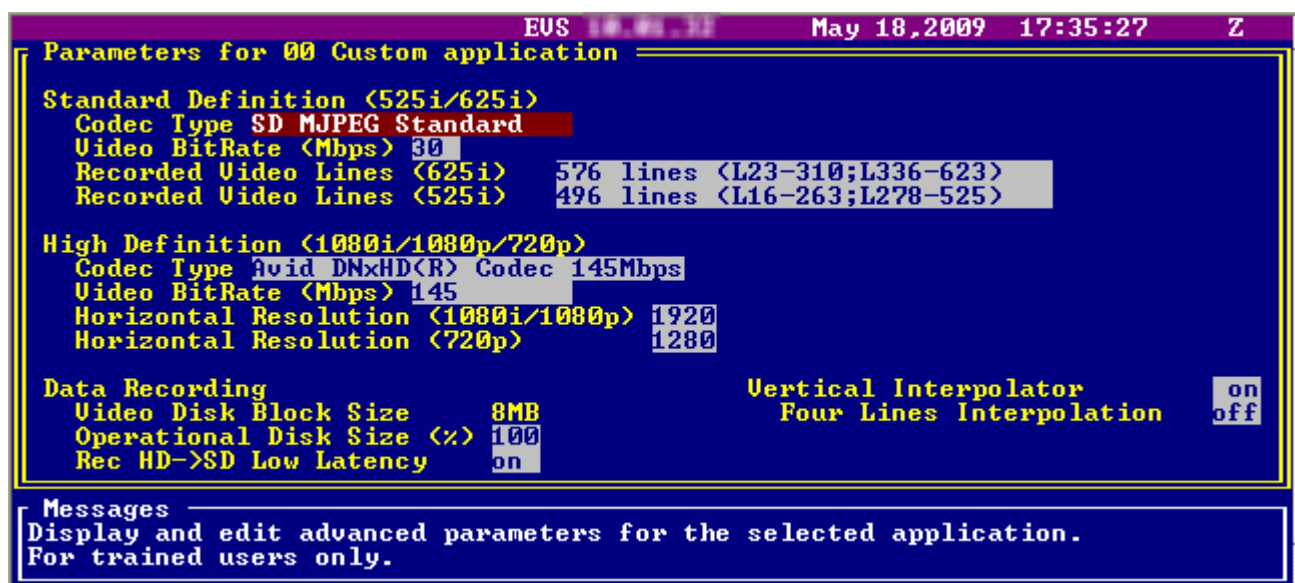 EVS May 18,2009 17:35:27 Z
Parameters for 00 Custom application
Standard Definition (525i/625i)
Codec Type SD MJPEG Standard
Video BitRate (Mbps) 30
Recorded Video Lines (625i) 576 lines (L23-310;L336-623)
Recorded Video Lines (525i) 496 lines (L16-263;L278-525)
High Definition (1080i/1080p/720p)
Codec Type Avid DNxHD(R) Codec 145Mbps
Video BitRate (Mbps) 145
Horizontal Resolution (1080i/1080p) 1920
Horizontal Resolution (720p) 1280
Data Recording Vertical Interpolator on
Video Disk Block Size 8MB Four Lines Interpolation off
Operational Disk Size (%) 100
Rec HD->SD Low Latency on
Messages
Display and edit advanced parameters for the selected application.
For trained users only.